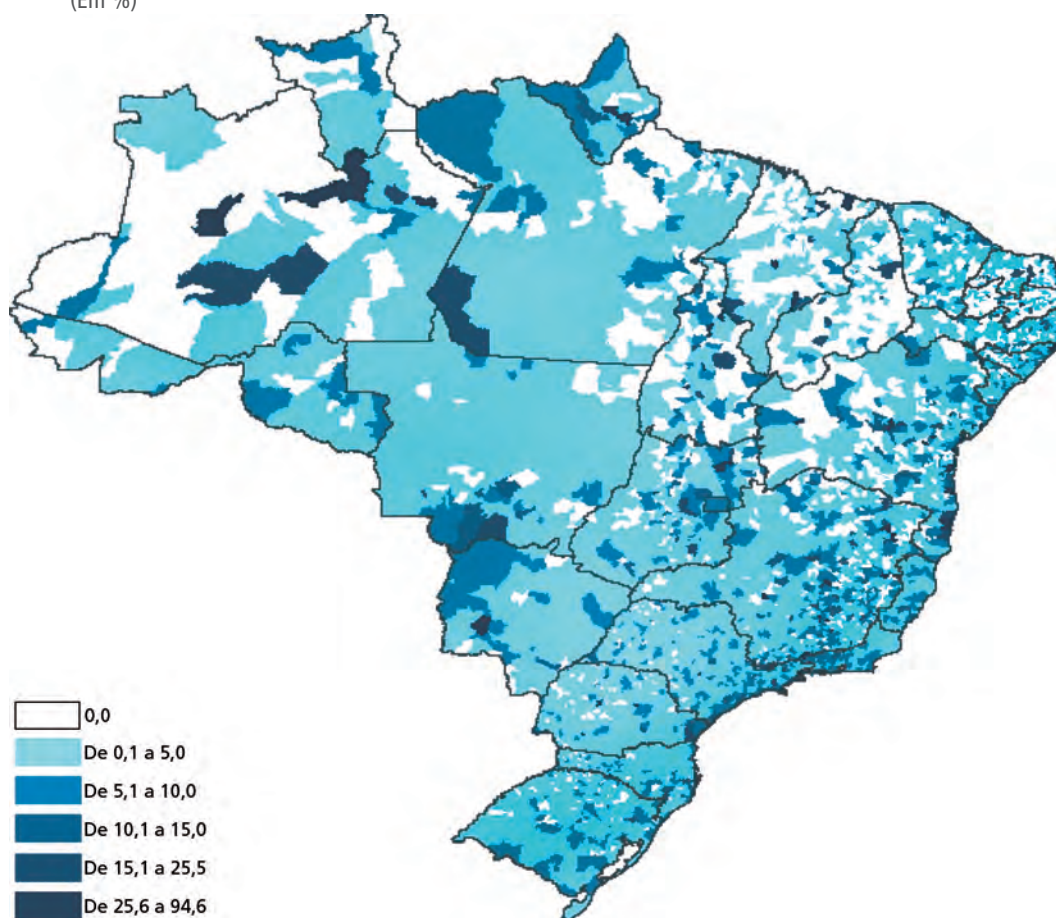 (Em %)
0,0
De 0,1 a 5,0
De 5,1 a 10,0
De 10,1 a 15,0
De 15,1 a 25,5
De 25,6 a 94,6